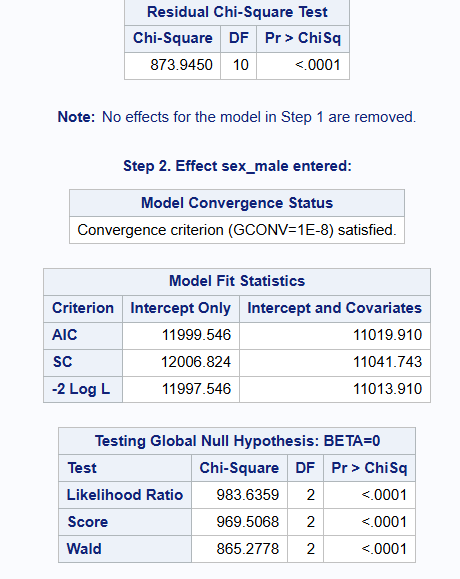 Residual Chi-Square Test
Chi-Square DF Pr > ChiSq
873.9450 10 <.0001
Note: No effects for the model in Step 1 are removed.
Step 2. Effect sex_male entered:
Model Convergence Status
Convergence criterion (GCONV=1E-8) satisfied.
Model Fit Statistics
Criterion Intercept Only Intercept and Covariates
AIC 11999.546 11019.910
SC 12006.824 11041.743
-2 Log L 11997.546 11013.910
Testing Global Null Hypothesis: BETA=0
Test Chi-Square DF Pr > ChiSq
Likelihood Ratio 983.6359 2 <.0001
Score 969.5068 2 <.0001
Wald 865.2778 2 <.0001